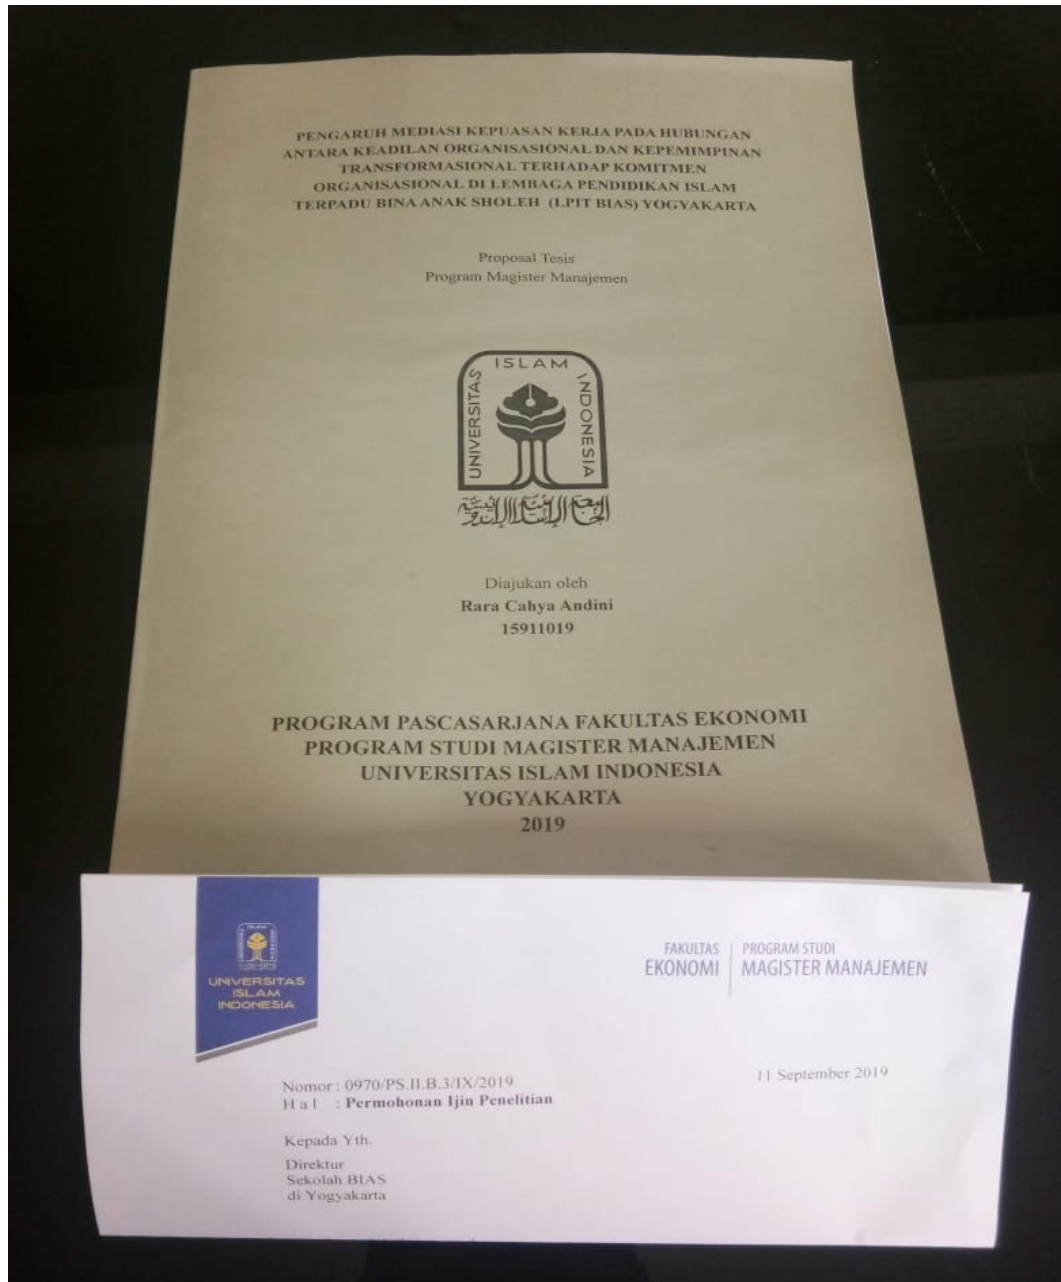 PENGARUH MEDIASI KEPUASAN KERJA PADA HUBUNGAN
ANTARA KEADILAN ORGANISASIONAL DAN KEPEMIMPINAN
TRANSFORMASIONAL TERHADAP KOMITMEN
ORGANISASIONAL DI LEMBAGA PENDIDIKAN ISLAM
TERPADU BINA ANAK SHOLEH (LPIT BIAS) YOGYAKARTA
Proposal Tesis
Program Magister Manajemen
UNIVERSITAS ISLAM INDONESIA
الجامعة الإسلامية الإندونيسية
Diajukan oleh
Rara Cahya Andini
15911019
PROGRAM PASCASARJANA FAKULTAS EKONOMI
PROGRAM STUDI MAGISTER MANAJEMEN
UNIVERSITAS ISLAM INDONESIA
YOGYAKARTA
2019
UNIVERSITAS
ISLAM
INDONESIA
FAKULTAS
EKONOMI
PROGRAM STUDI
MAGISTER MANAJEMEN
11 September 2019
Nomor : 0970/PS.II.B.3/IX/2019
H a l : Permohonan Ijin Penelitian
Kepada Yth.
Direktur
Sekolah BIAS
di Yogyakarta